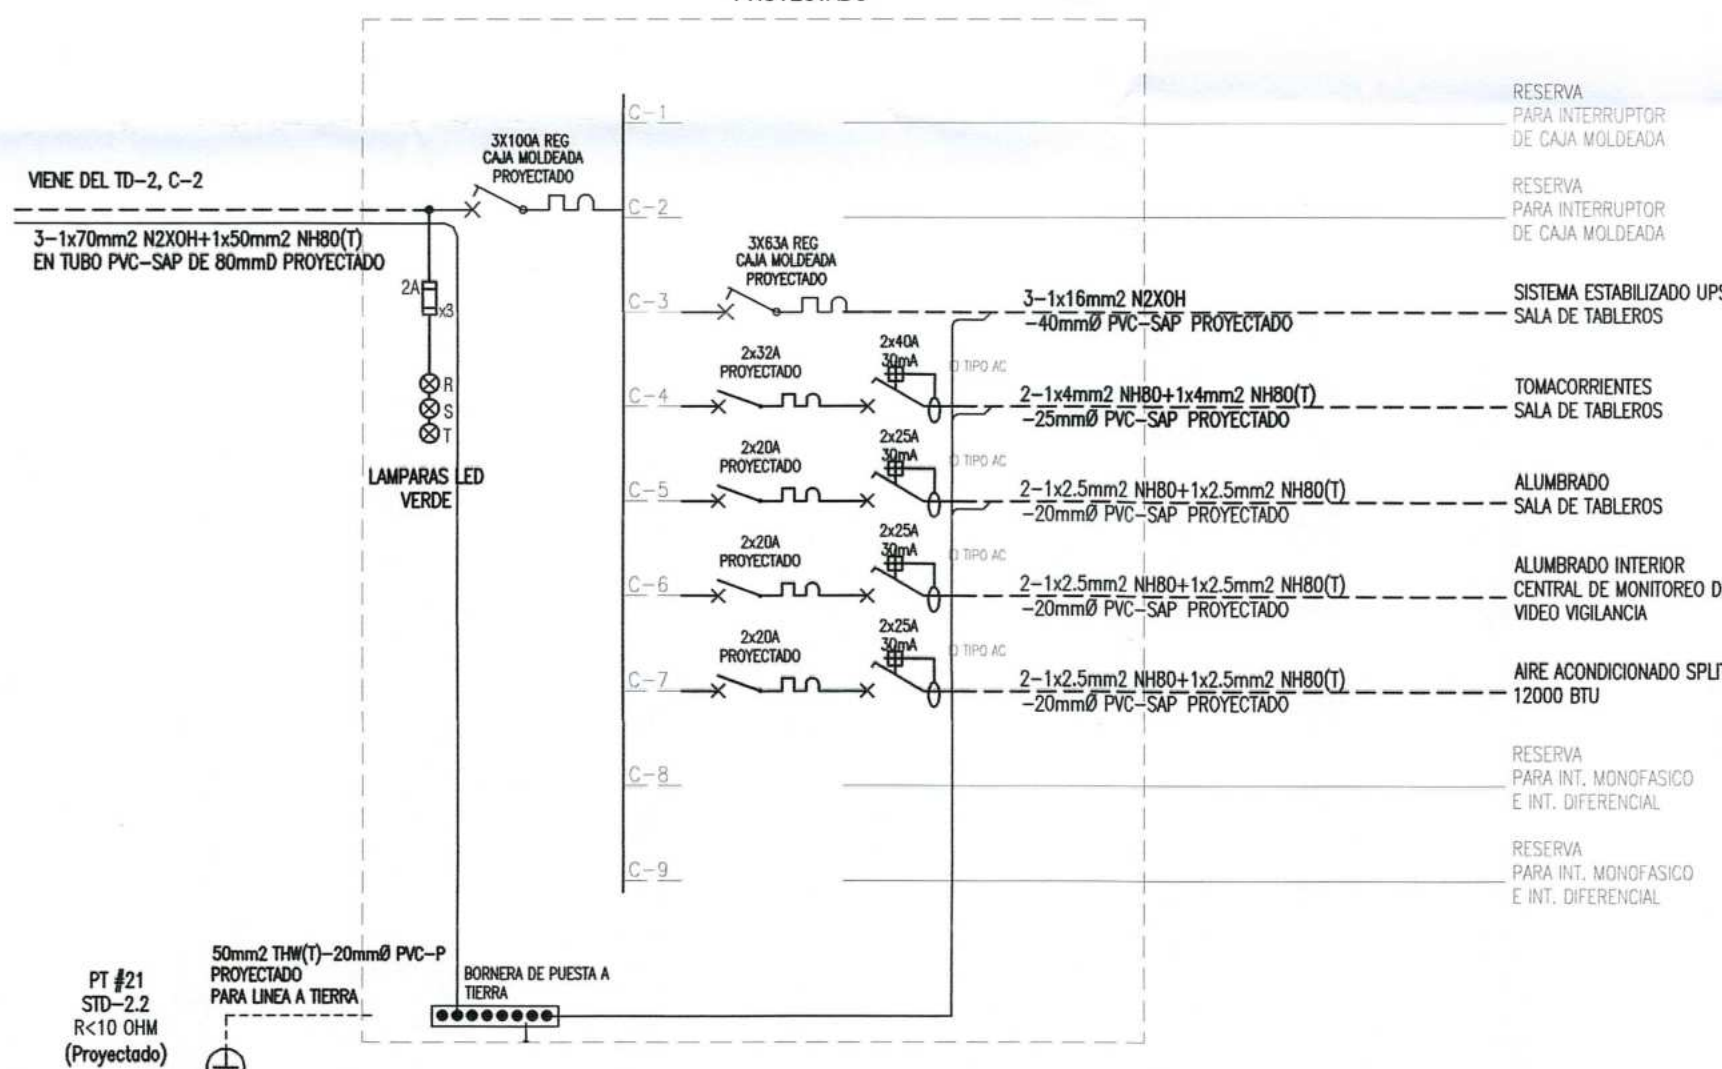 RESERVA
PARA INTERRUPTOR
DE CAJA MOLDEADA
C-1
3X100A REG
CAJA MOLDEADA
PROYECTADO
VIENE DEL TD-2, C-2
3-1x70mm2 N2XOH+1x50mm2 NH80(T)
EN TUBO PVC-SAP DE 80mmD PROYECTADO
C-2
RESERVA
PARA INTERRUPTOR
DE CAJA MOLDEADA
2A
x3
R
S
T
LAMPARAS LED
VERDE
C-3
3X63A REG
CAJA MOLDEADA
PROYECTADO
3-1x16mm2 N2XOH
-40mmØ PVC-SAP PROYECTADO
SISTEMA ESTABILIZADO UPS
SALA DE TABLEROS
C-4
2x32A
PROYECTADO
2x40A
30mA
TIPO AC
2-1x4mm2 NH80+1x4mm2 NH80(T)
-25mmØ PVC-SAP PROYECTADO
TOMACORRIENTES
SALA DE TABLEROS
C-5
2x20A
PROYECTADO
2x25A
30mA
TIPO AC
2-1x2.5mm2 NH80+1x2.5mm2 NH80(T)
-20mmØ PVC-SAP PROYECTADO
ALUMBRADO
SALA DE TABLEROS
C-6
2x20A
PROYECTADO
2x25A
30mA
TIPO AC
2-1x2.5mm2 NH80+1x2.5mm2 NH80(T)
-20mmØ PVC-SAP PROYECTADO
ALUMBRADO INTERIOR
CENTRAL DE MONITOREO D
VIDEO VIGILANCIA
C-7
2x20A
PROYECTADO
2x25A
30mA
TIPO AC
2-1x2.5mm2 NH80+1x2.5mm2 NH80(T)
-20mmØ PVC-SAP PROYECTADO
AIRE ACONDICIONADO SPLIT
12000 BTU
C-8
RESERVA
PARA INT. MONOFASICO
E INT. DIFERENCIAL
C-9
RESERVA
PARA INT. MONOFASICO
E INT. DIFERENCIAL
50mm2 THW(T)-20mmØ PVC-P
PROYECTADO
PARA LINEA A TIERRA
BORNERA DE PUESTA A
TIERRA
PT #21
STD-2.2
R<10 OHM
(Proyectado)